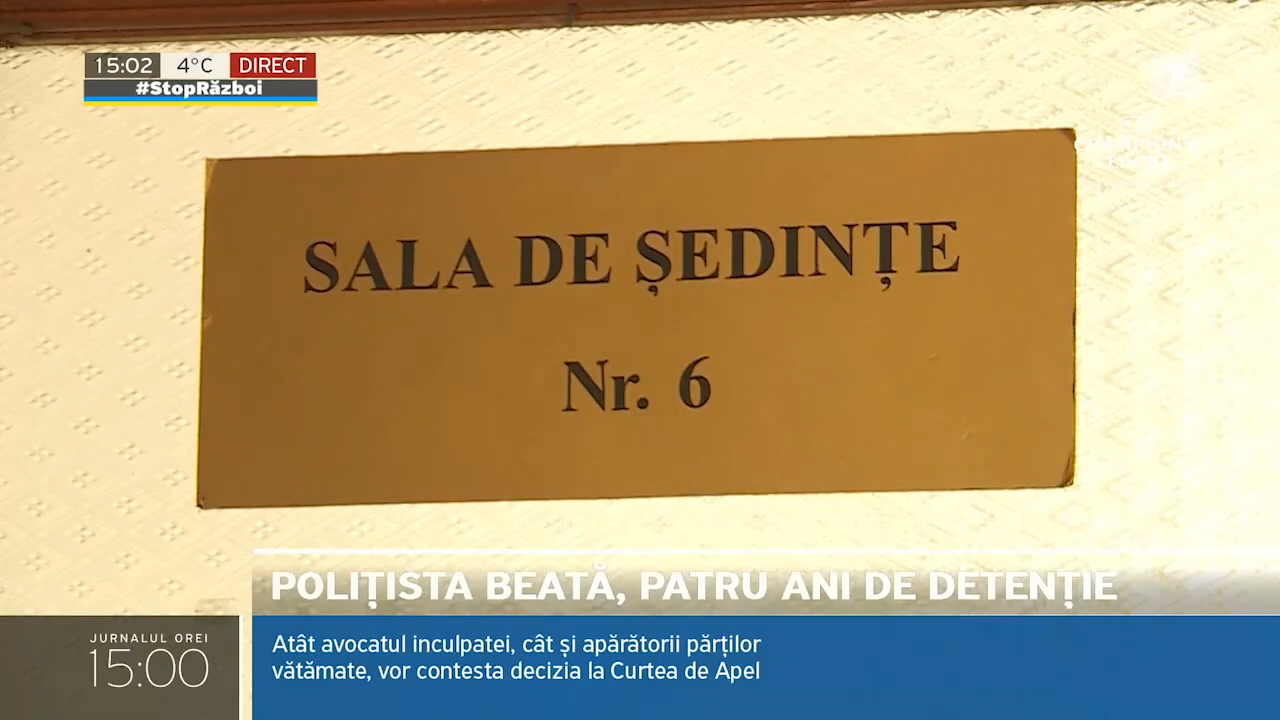 15:02 4°C DIRECT
#StopRăzboi
SALA DE ȘEDINȚE
Nr. 6
POLIȚISTA BEATĂ, PATRU ANI DE DETENȚIE
JURNALUL OREI
15:00
Atât avocatul inculpatei, cât și apărătorii părților
vătămate, vor contesta decizia la Curtea de Apel